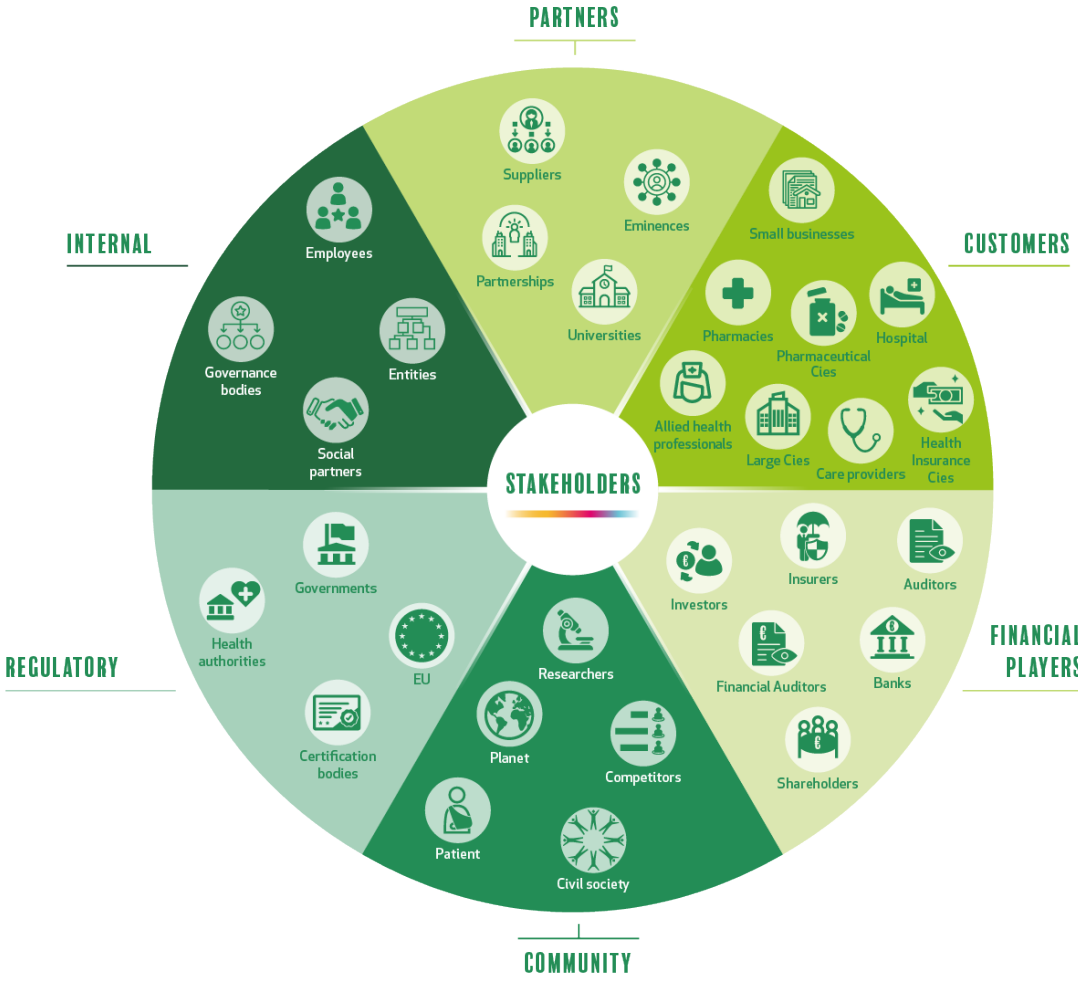 PARTNERS
Suppliers
Eminences
Partnerships
Universities
CUSTOMERS
Small businesses
Pharmacies
Pharmaceutical
Cies
Hospital
Allied health
professionals
Large Cies
Care providers
Health
Insurance
Cies
INTERNAL
Employees
Governance
bodies
Entities
Social
partners
STAKEHOLDERS
REGULATORY
Governments
Health
authorities
EU
Certification
bodies
COMMUNITY
Researchers
Planet
Competitors
Patient
Civil society
FINANCIAL
PLAYERS
Investors
Insurers
Auditors
Financial Auditors
Banks
Shareholders